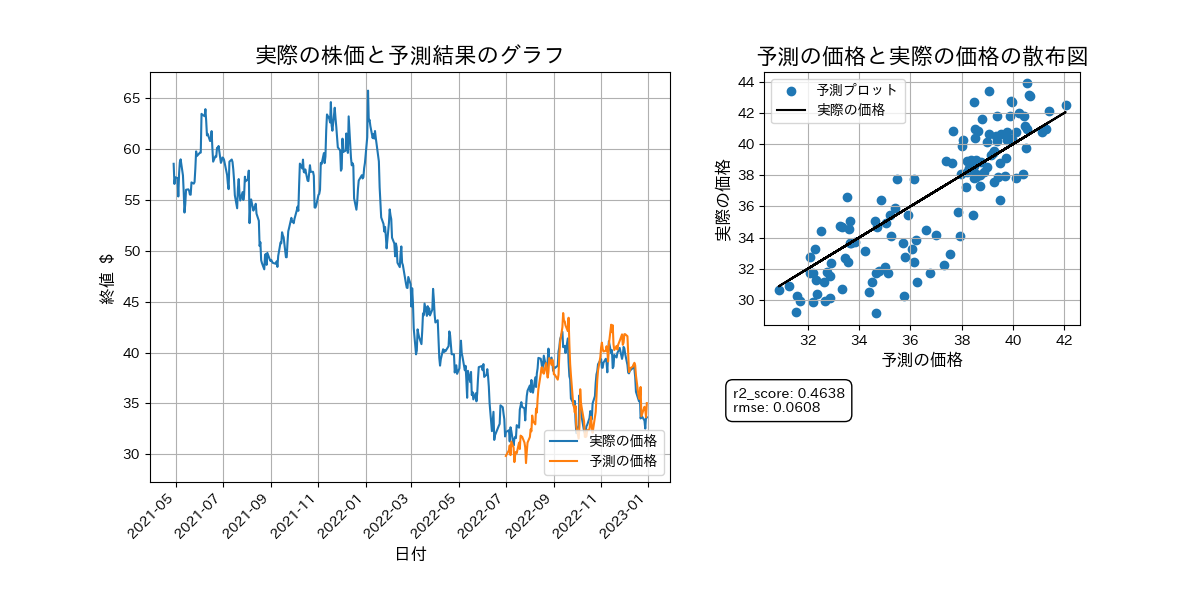 実際の株価と予測結果のグラフ
終値 $
65
60
55
50
45
40
35
30
2021-05
2021-07
2021-09
2021-11
2022-01
2022-03
2022-05
2022-07
2022-09
2022-11
2023-01
日付
実際の価格
予測の価格
予測の価格と実際の価格の散布図
実際の価格
44
42
40
38
36
34
32
30
予測プロット
実際の価格
32
34
36
38
40
42
予測の価格
r2_score: 0.4638
rmse: 0.0608